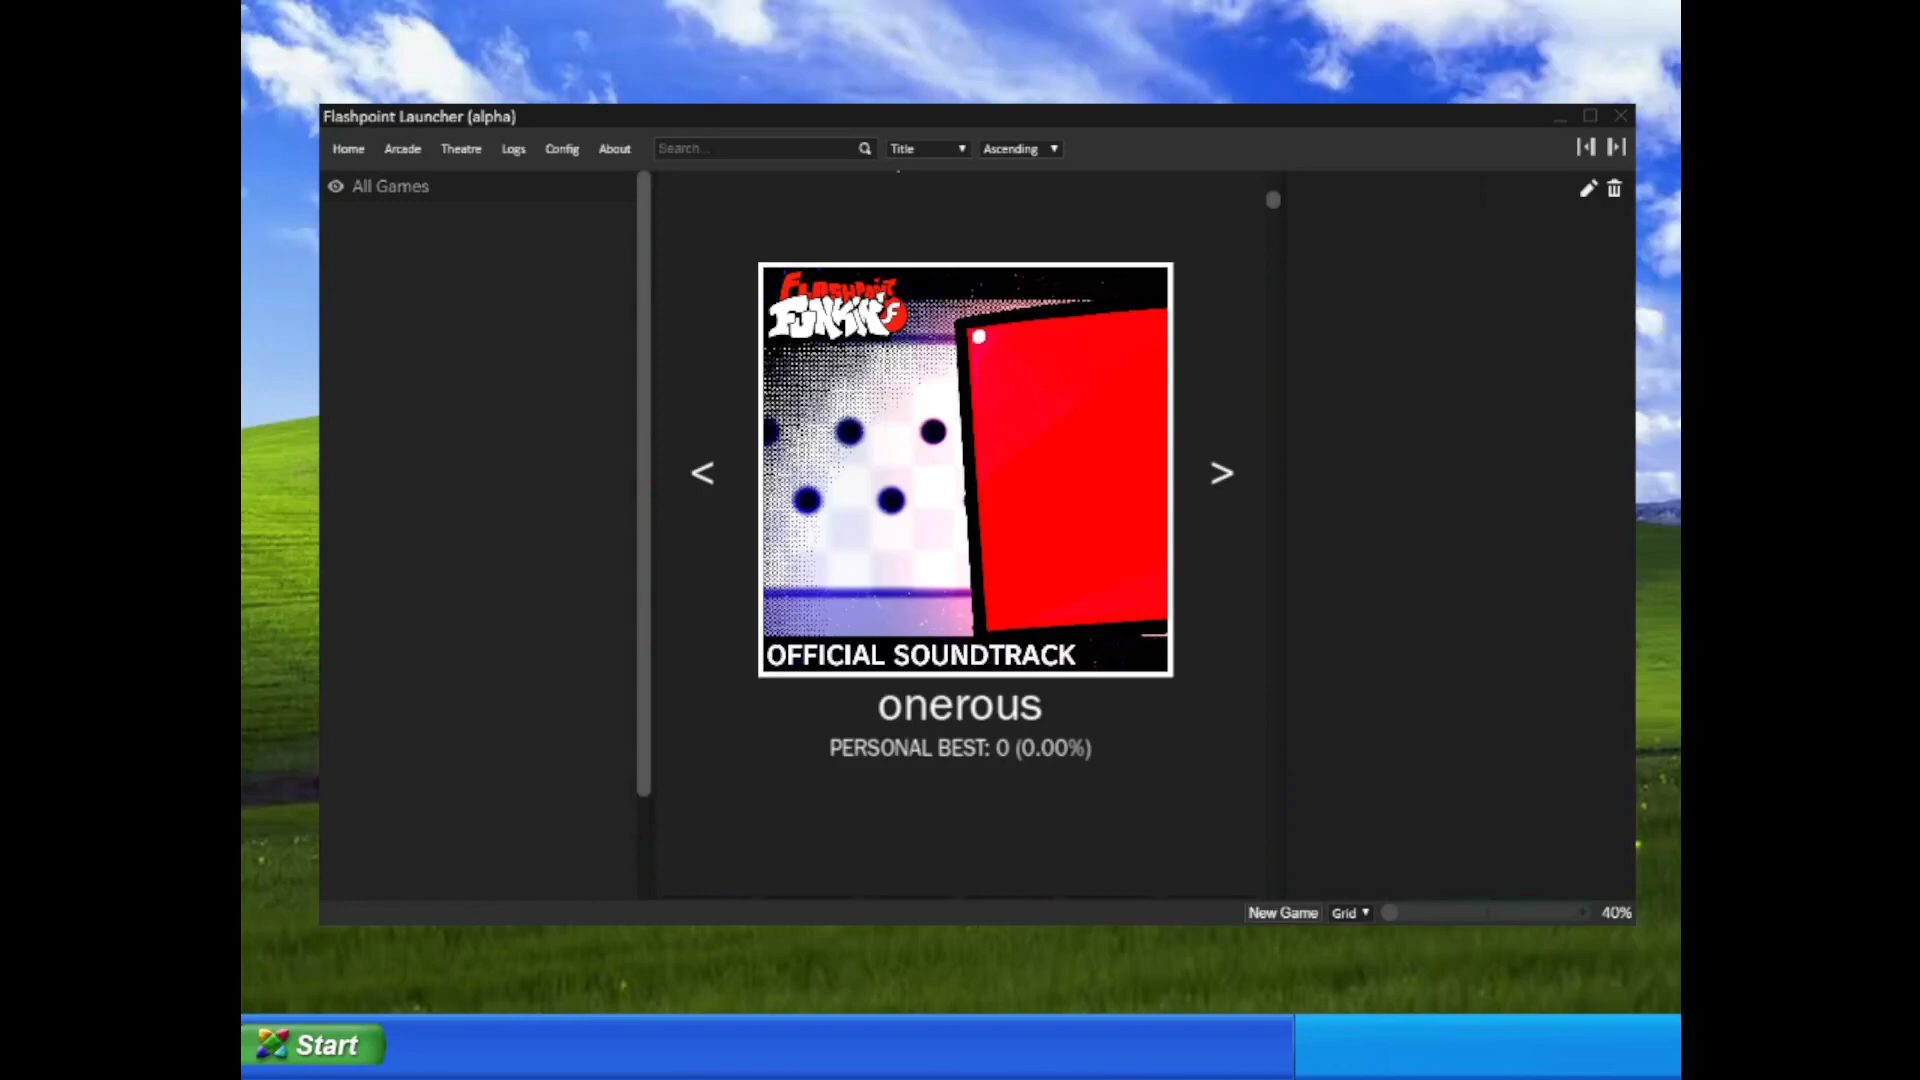 Flashpoint Launcher (alpha)
Home Arcade Theatre Logs Config About Search... Title Ascending
All Games
FLASHPOINT
FUNKIN' F
<
>
OFFICIAL SOUNDTRACK
onerous
PERSONAL BEST: 0 (0.00%)
New Game Grid 40%
Start